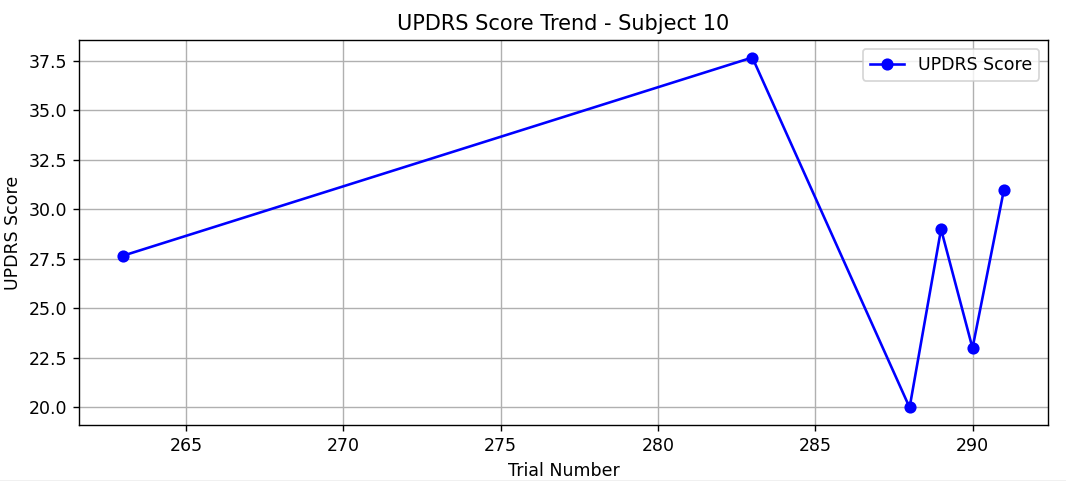 UPDRS Score Trend - Subject 10
UPDRS Score
37.5
35.0
32.5
30.0
27.5
25.0
22.5
20.0
UPDRS Score
265 270 275 280 285 290
Trial Number